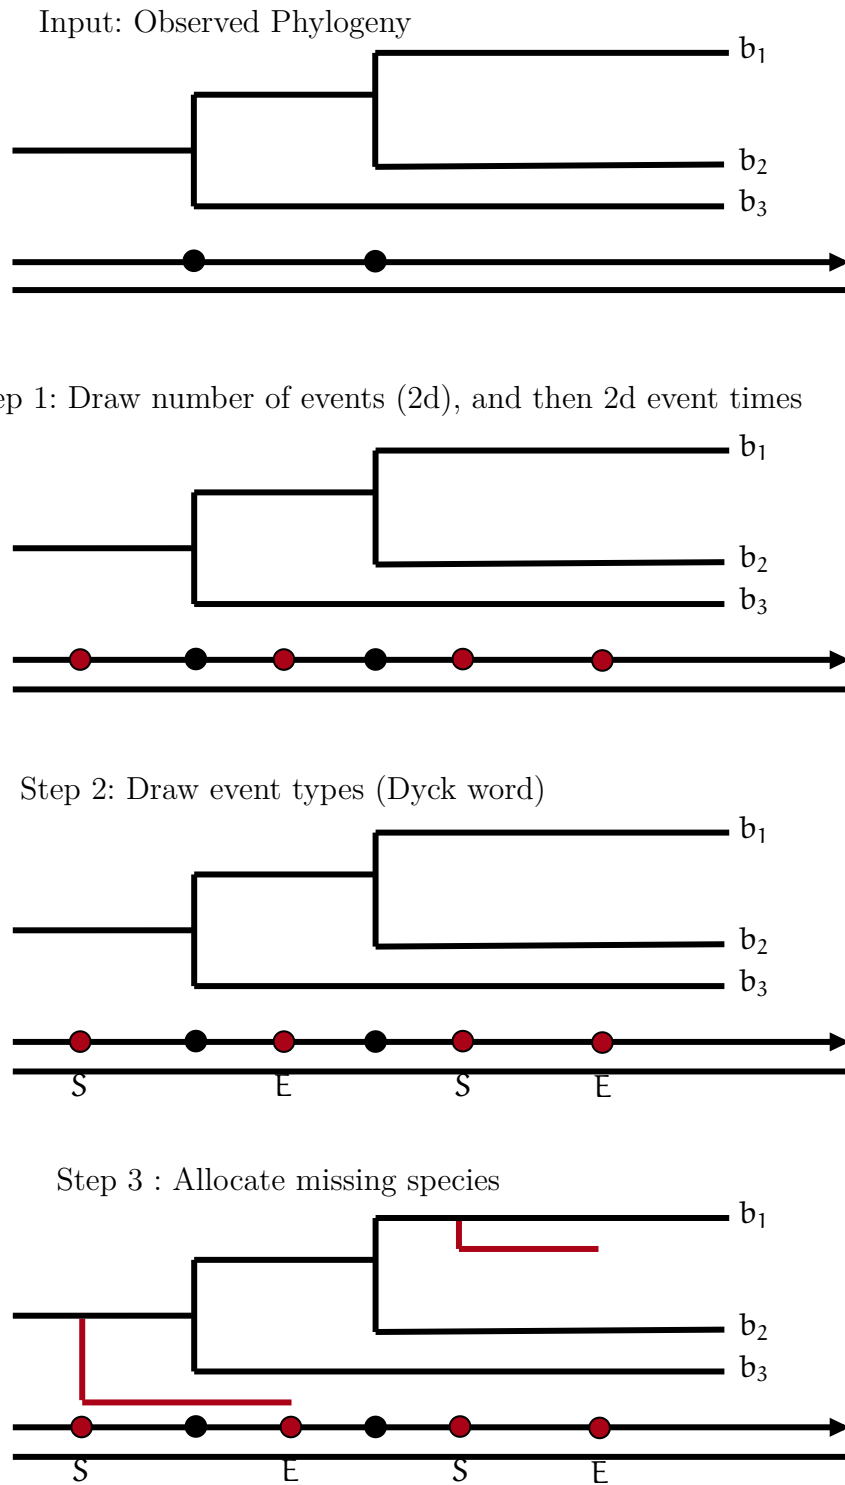 Input: Observed Phylogeny
b1
b2
b3
ep 1: Draw number of events (2d), and then 2d event times
b1
b2
b3
Step 2: Draw event types (Dyck word)
b1
b2
b3
S E S E
Step 3 : Allocate missing species
b1
b2
b3
S E S E